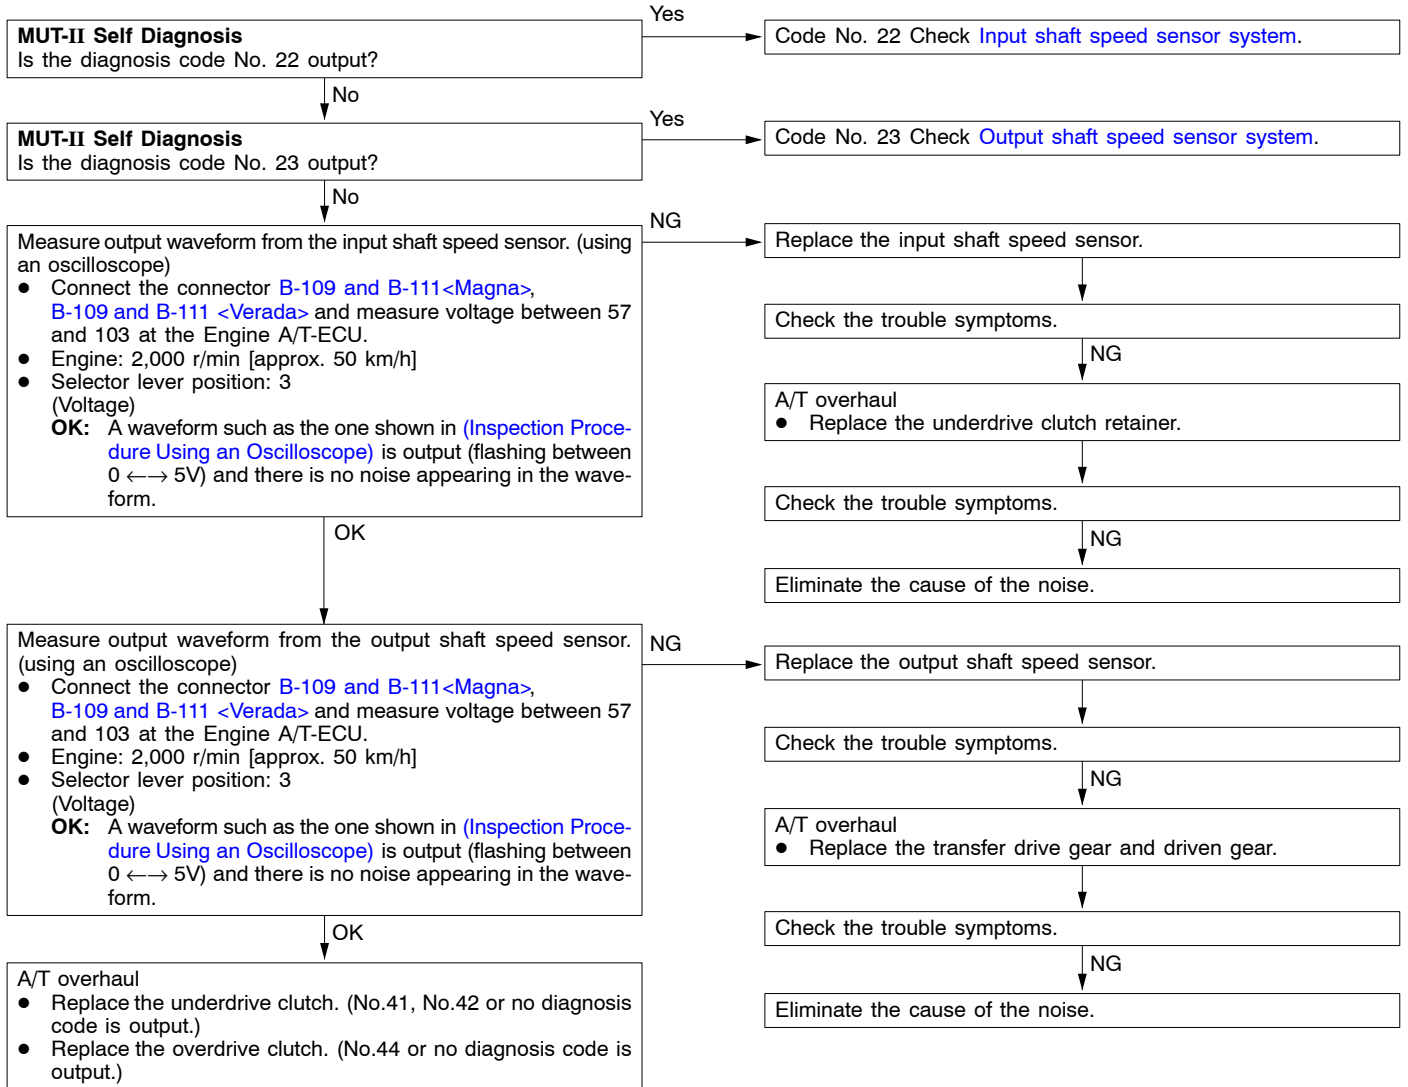 MUT-II Self Diagnosis
Is the diagnosis code No. 22 output?
Yes
Code No. 22 Check Input shaft speed sensor system.
No
MUT-II Self Diagnosis
Is the diagnosis code No. 23 output?
Yes
Code No. 23 Check Output shaft speed sensor system.
No
Measure output waveform from the input shaft speed sensor. (using
an oscilloscope)
● Connect the connector B-109 and B-111<Magna>,
B-109 and B-111 <Verada> and measure voltage between 57
and 103 at the Engine A/T-ECU.
● Engine: 2,000 r/min [approx. 50 km/h]
● Selector lever position: 3
(Voltage)
OK: A waveform such as the one shown in (Inspection Proce-
dure Using an Oscilloscope) is output (flashing between
0 ←→ 5V) and there is no noise appearing in the wave-
form.
NG
Replace the input shaft speed sensor.
Check the trouble symptoms.
NG
A/T overhaul
● Replace the underdrive clutch retainer.
Check the trouble symptoms.
NG
Eliminate the cause of the noise.
OK
Measure output waveform from the output shaft speed sensor.
(using an oscilloscope)
● Connect the connector B-109 and B-111<Magna>,
B-109 and B-111 <Verada> and measure voltage between 57
and 103 at the Engine A/T-ECU.
● Engine: 2,000 r/min [approx. 50 km/h]
● Selector lever position: 3
(Voltage)
OK: A waveform such as the one shown in (Inspection Proce-
dure Using an Oscilloscope) is output (flashing between
0 ←→ 5V) and there is no noise appearing in the wave-
form.
NG
Replace the output shaft speed sensor.
Check the trouble symptoms.
NG
A/T overhaul
● Replace the transfer drive gear and driven gear.
Check the trouble symptoms.
NG
Eliminate the cause of the noise.
OK
A/T overhaul
● Replace the underdrive clutch. (No.41, No.42 or no diagnosis
code is output.)
● Replace the overdrive clutch. (No.44 or no diagnosis code is
output.)